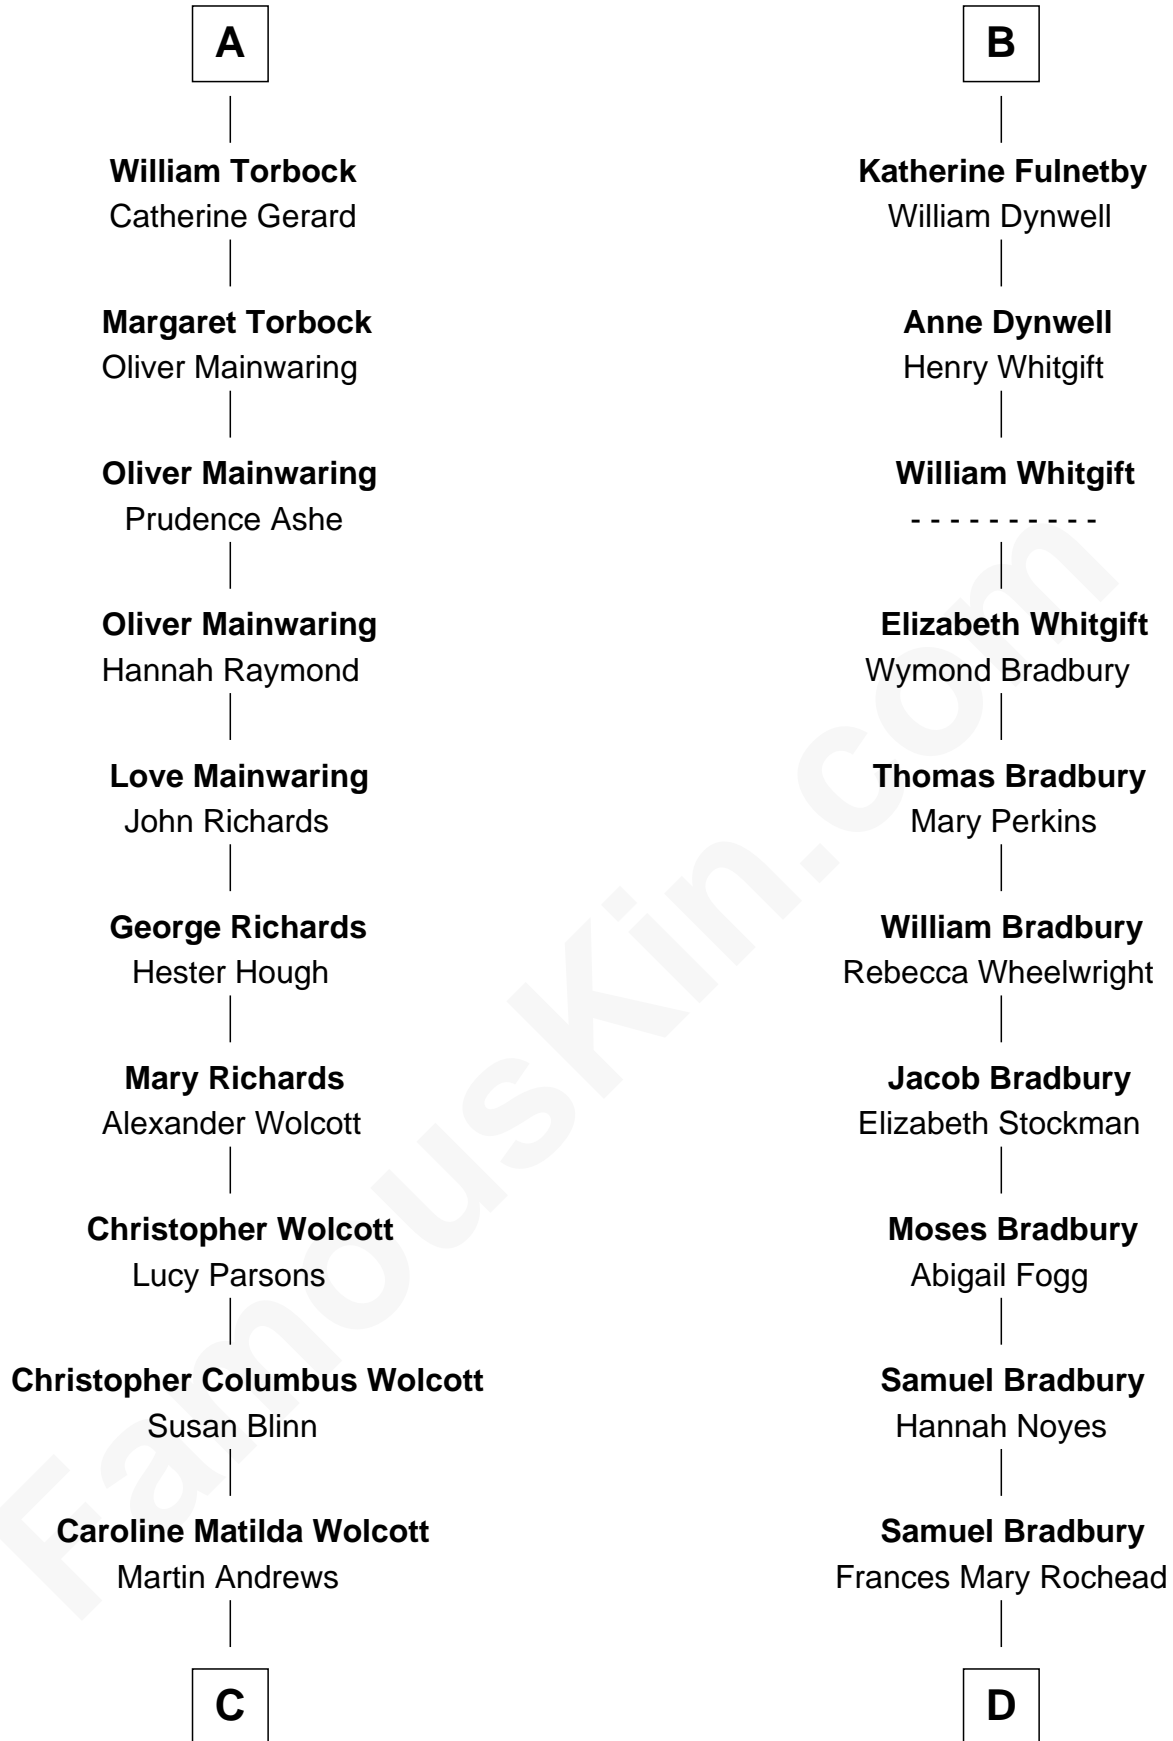 A
William Torbock
Catherine Gerard
Margaret Torbock
Oliver Mainwaring
Oliver Mainwaring
Prudence Ashe
Oliver Mainwaring
Hannah Raymond
Love Mainwaring
John Richards
George Richards
Hester Hough
Mary Richards
Alexander Wolcott
Christopher Wolcott
Lucy Parsons
Christopher Columbus Wolcott
Susan Blinn
Caroline Matilda Wolcott
Martin Andrews
C
B
Katherine Fulnetby
William Dynwell
Anne Dynwell
Henry Whitgift
William Whitgift
- - - - - - - - - -
Elizabeth Whitgift
Wymond Bradbury
Thomas Bradbury
Mary Perkins
William Bradbury
Rebecca Wheelwright
Jacob Bradbury
Elizabeth Stockman
Moses Bradbury
Abigail Fogg
Samuel Bradbury
Hannah Noyes
Samuel Bradbury
Frances Mary Rochead
D
FamousKin.com